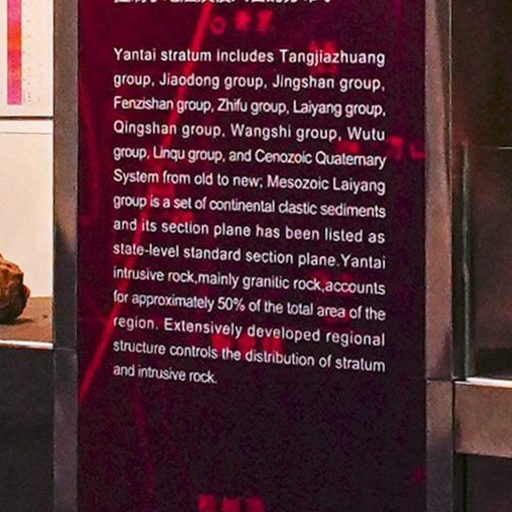 Yantai stratum includes Tangjiazhuang
group, Jiaodong group, Jingshan group,
Fenzishan group, Zhifu group, Laiyang group,
Qingshan group, Wangshi group, Wutu
group, Linqu group, and Cenozoic Quaternary
System from old to new; Mesozoic Laiyang
group is a set of continental clastic sediments
and its section plane has been listed as
state-level standard section plane.Yantai
intrusive rock,mainly granitic rock,accounts
for approximately 50% of the total area of the
region. Extensively developed regional
structure controls the distribution of stratum
and intrusive rock.